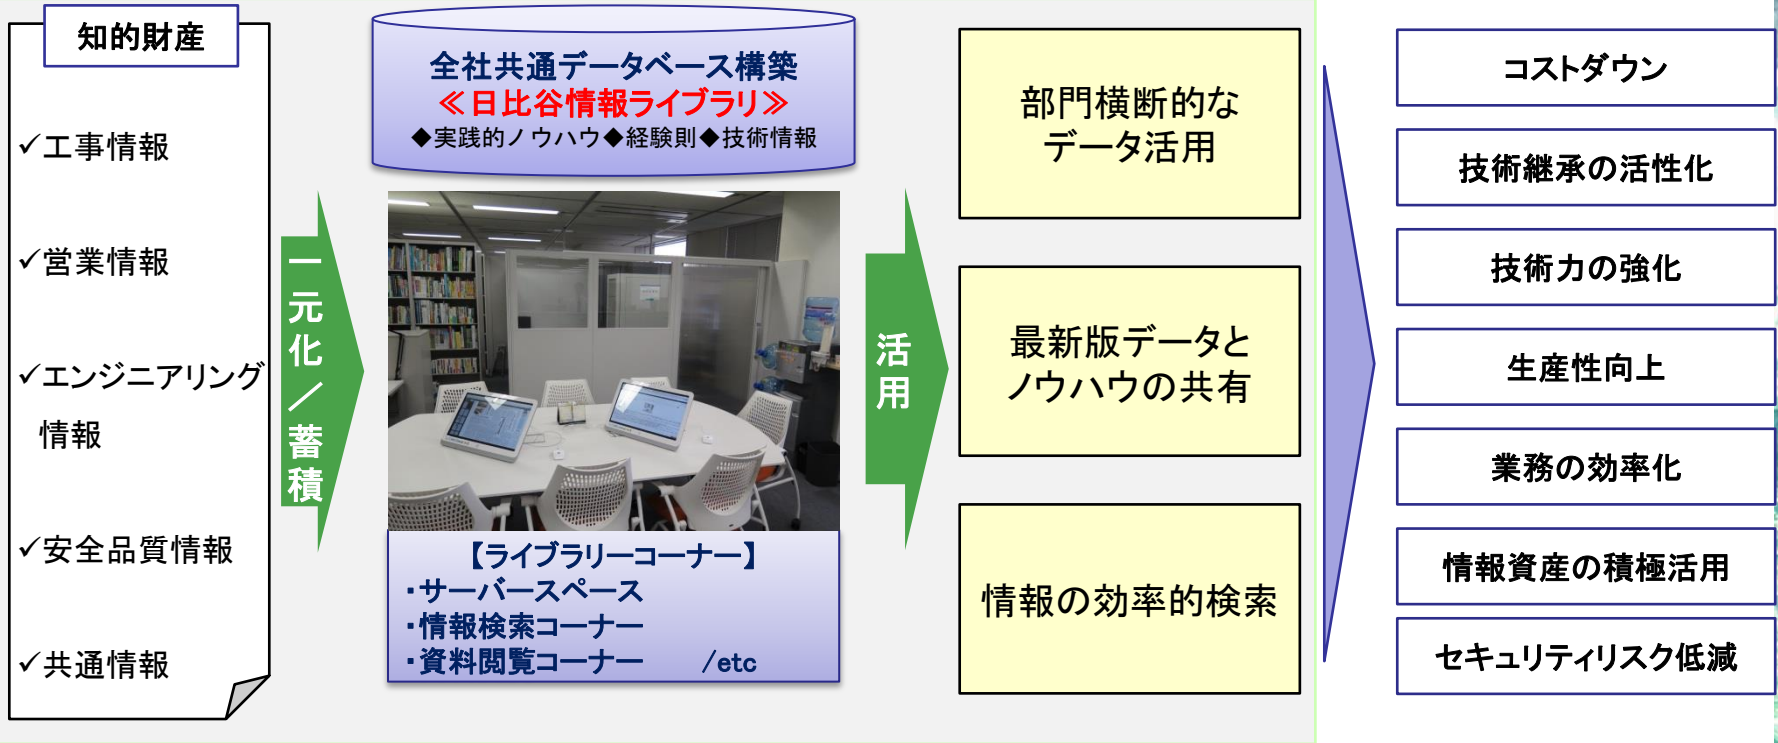 知的財産
✓工事情報
✓営業情報
✓エンジニアリング
情報
✓安全品質情報
✓共通情報
一元化／蓄積
全社共通データベース構築
≪日比谷情報ライブラリ≫
◆実践的ノウハウ◆経験則◆技術情報
【ライブラリーコーナー】
・サーバースペース
・情報検索コーナー
・資料閲覧コーナー /etc
活用
部門横断的な
データ活用
最新版データと
ノウハウの共有
情報の効率的検索
コストダウン
技術継承の活性化
技術力の強化
生産性向上
業務の効率化
情報資産の積極活用
セキュリティリスク低減